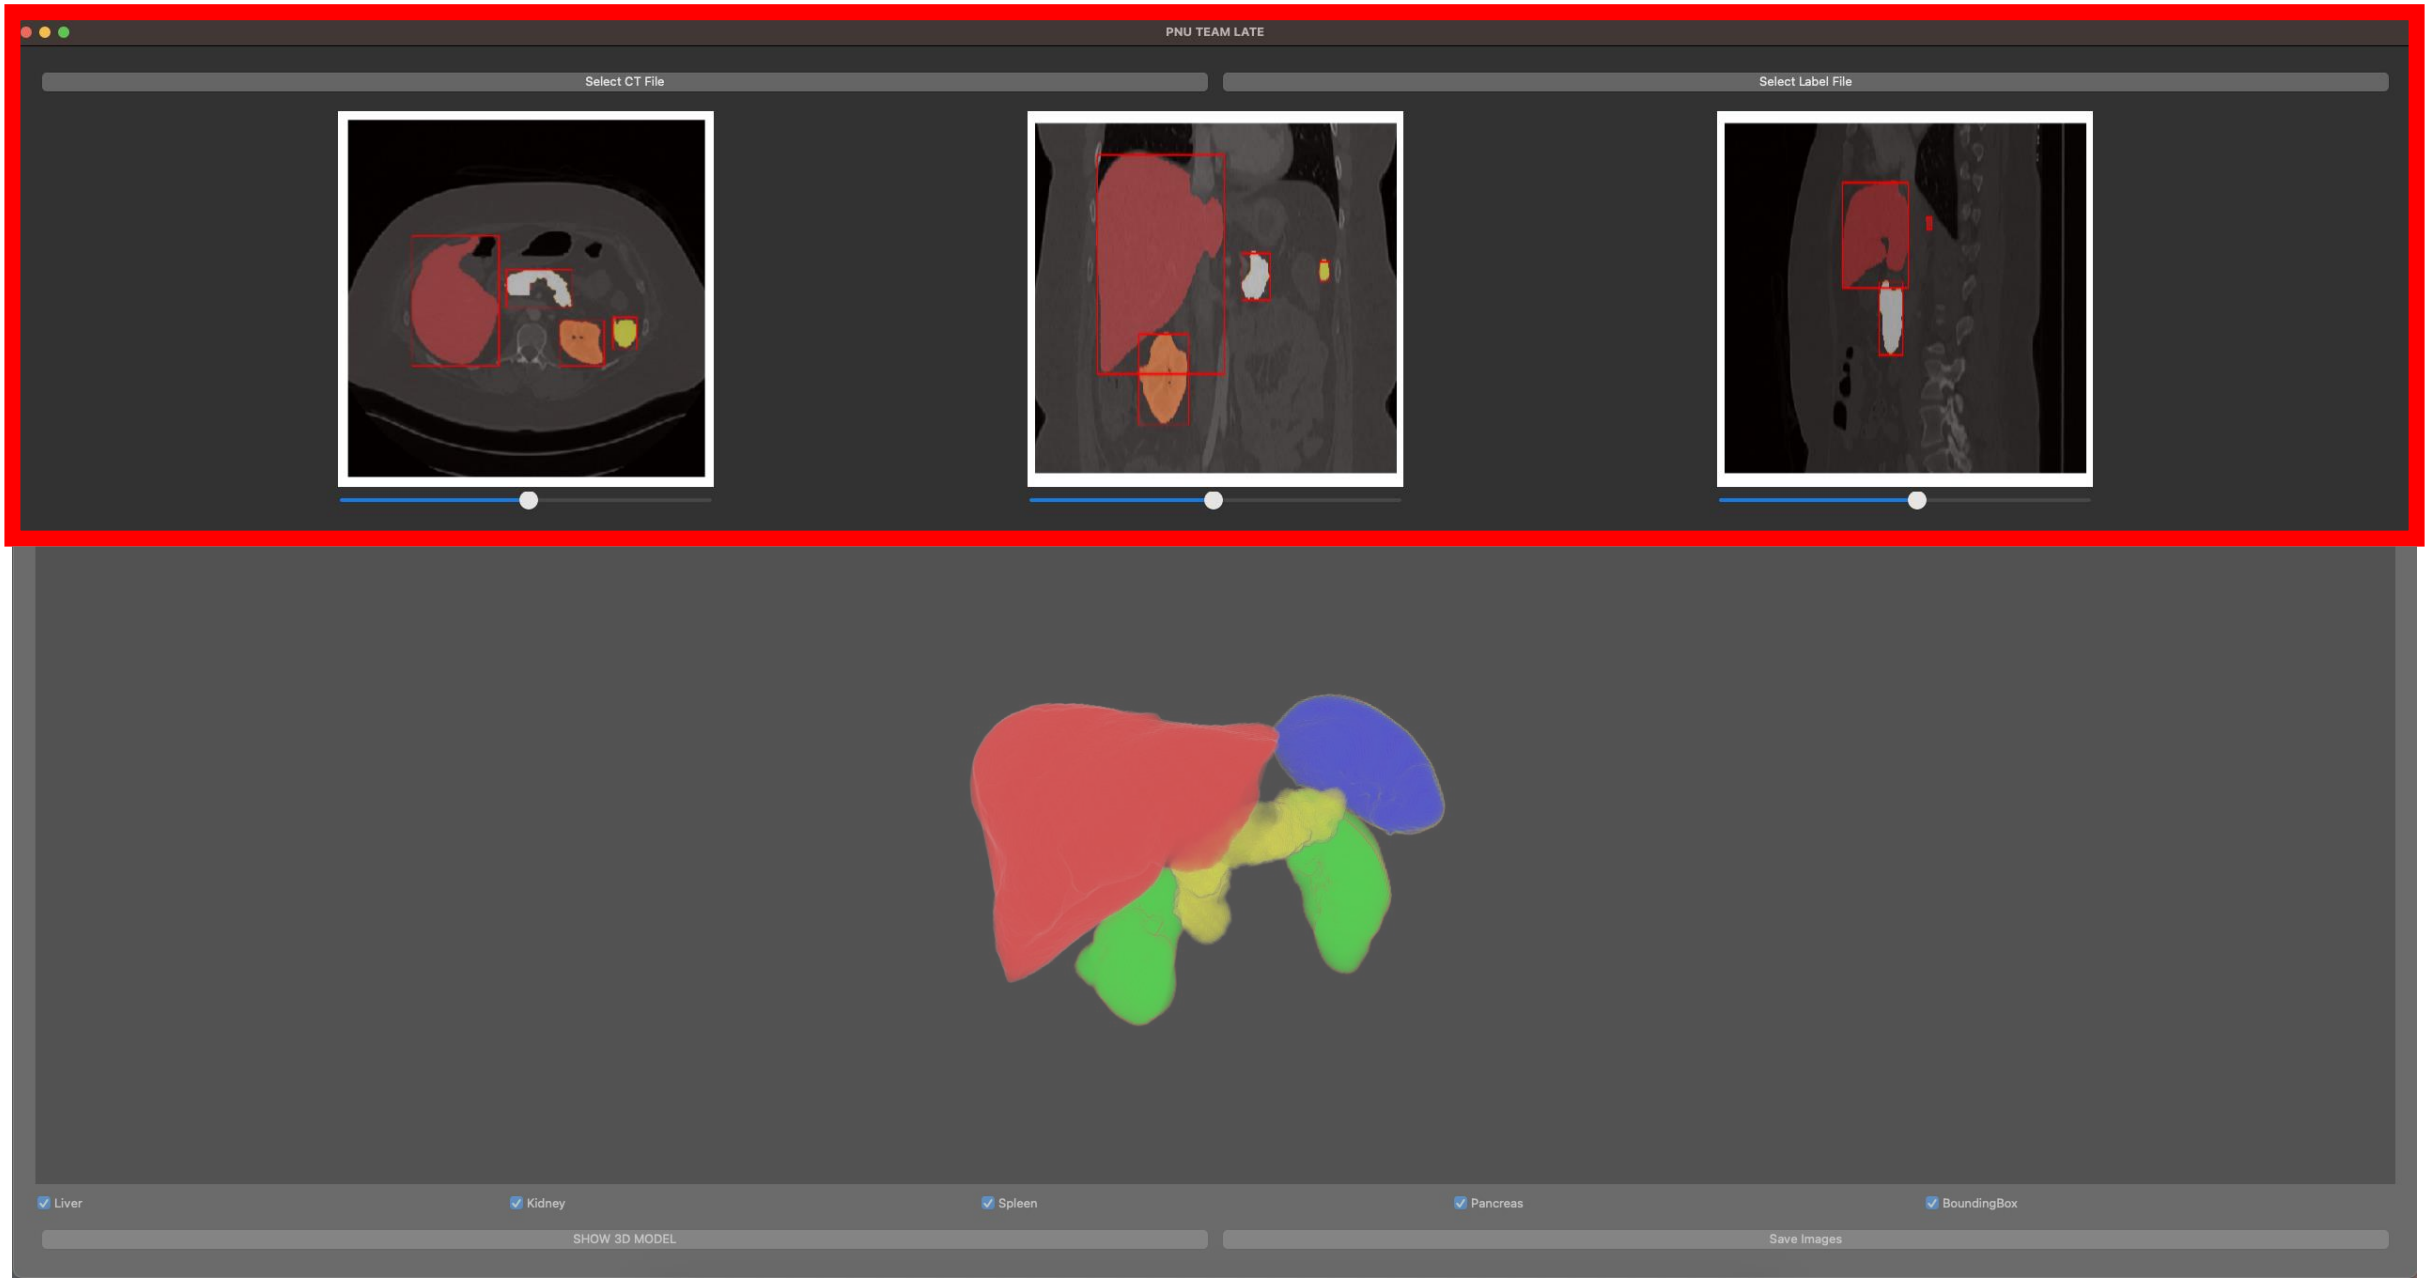 PNU TEAM LATE
Select CT File
Select Label File
Liver
Kidney
Spleen
Pancreas
BoundingBox
SHOW 3D MODEL
Save Images